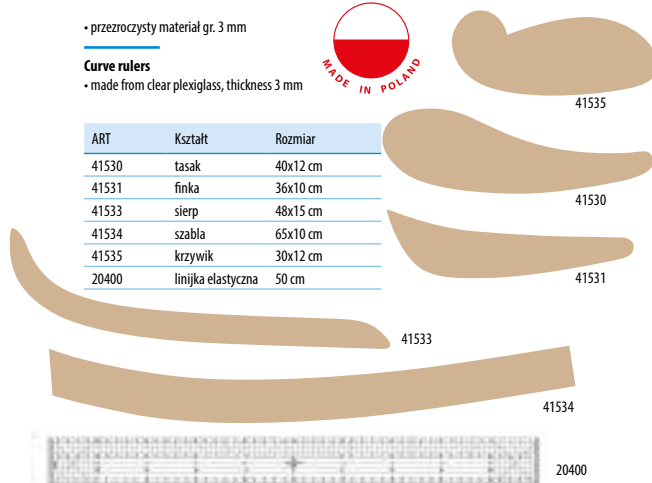 • przezroczysty materiał gr. 3 mm
Curve rulers
• made from clear plexiglass, thickness 3 mm
MADE IN POLAND
ART Kształt Rozmiar
41530 tasak 40x12 cm
41531 finka 36x10 cm
41533 sierp 48x15 cm
41534 szabla 65x10 cm
41535 krzywik 30x12 cm
20400 linijka elastyczna 50 cm
41535
41530
41531
41533
41534
20400